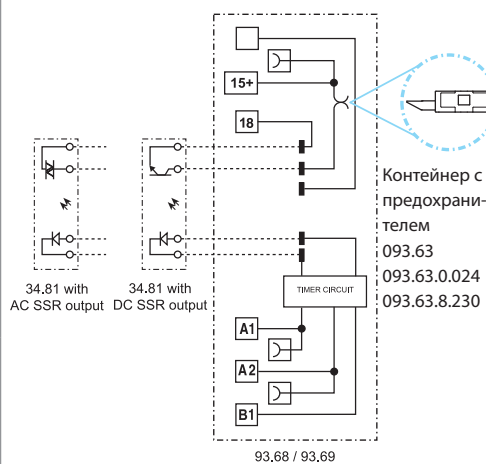 15+
18
Контейнер с
предохрани-
телем
093.63
093.63.0.024
093.63.8.230
34.81 with
AC SSR output
34.81 with
DC SSR output
TIMER CIRCUIT
A1
A2
B1
93.68 / 93.69